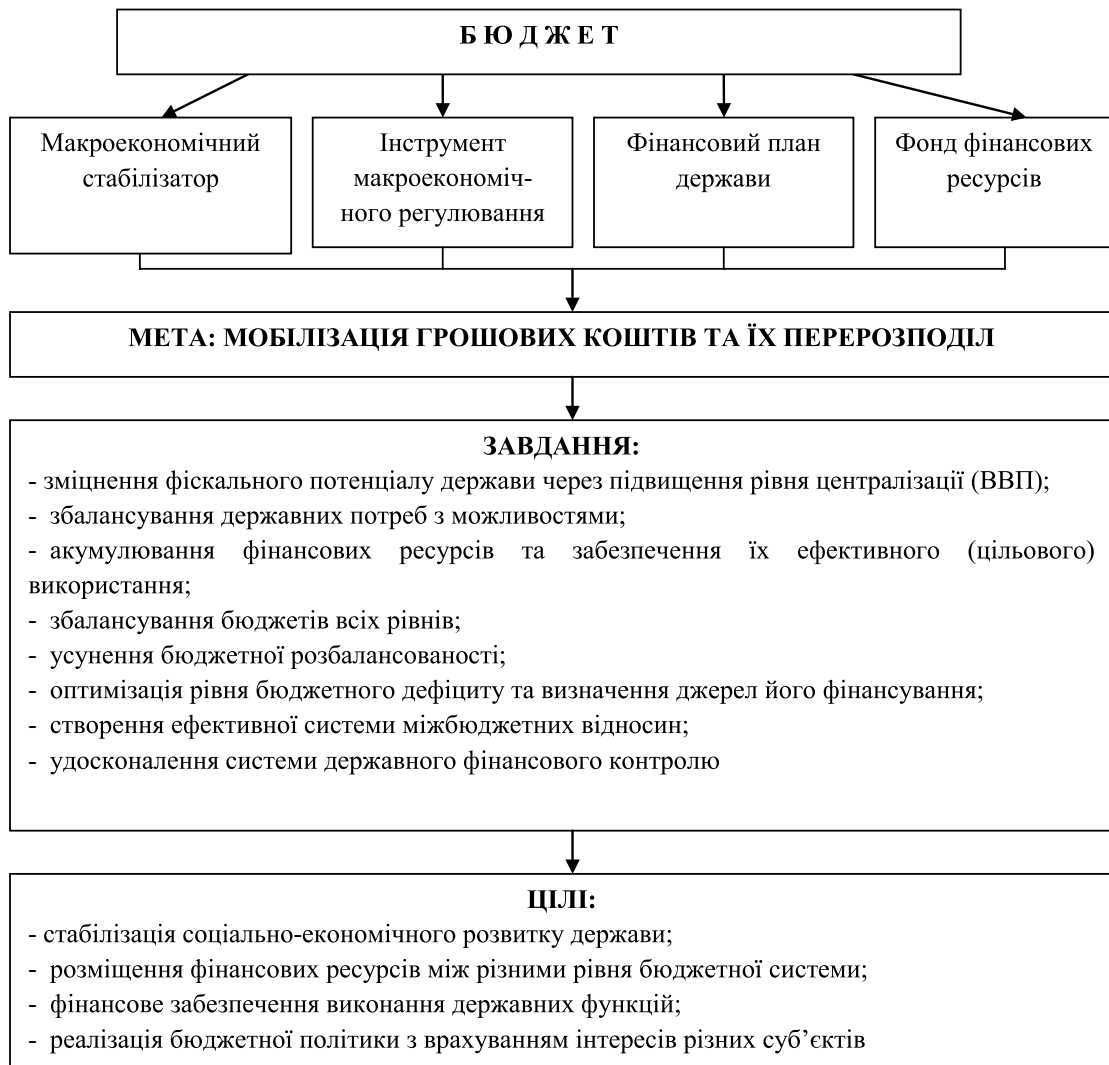 Б Ю Д Ж Е Т
Макроекономічний
стабілізатор
Інструмент
макроекономіч-
ного регулювання
Фінансовий план
держави
Фонд фінансових
ресурсів
МЕТА: МОБІЛІЗАЦІЯ ГРОШОВИХ КОШТІВ ТА ЇХ ПЕРЕРОЗПОДІЛ
ЗАВДАННЯ:
- зміцнення фіскального потенціалу держави через підвищення рівня централізації (ВВП);
- збалансування державних потреб з можливостями;
- акумулювання фінансових ресурсів та забезпечення їх ефективного (цільового)
використання;
- збалансування бюджетів всіх рівнів;
- усунення бюджетної розбалансованості;
- оптимізація рівня бюджетного дефіциту та визначення джерел його фінансування;
- створення ефективної системи міжбюджетних відносин;
- удосконалення системи державного фінансового контролю
ЦІЛІ:
- стабілізація соціально-економічного розвитку держави;
- розміщення фінансових ресурсів між різними рівня бюджетної системи;
- фінансове забезпечення виконання державних функцій;
- реалізація бюджетної політики з врахуванням інтересів різних суб’єктів